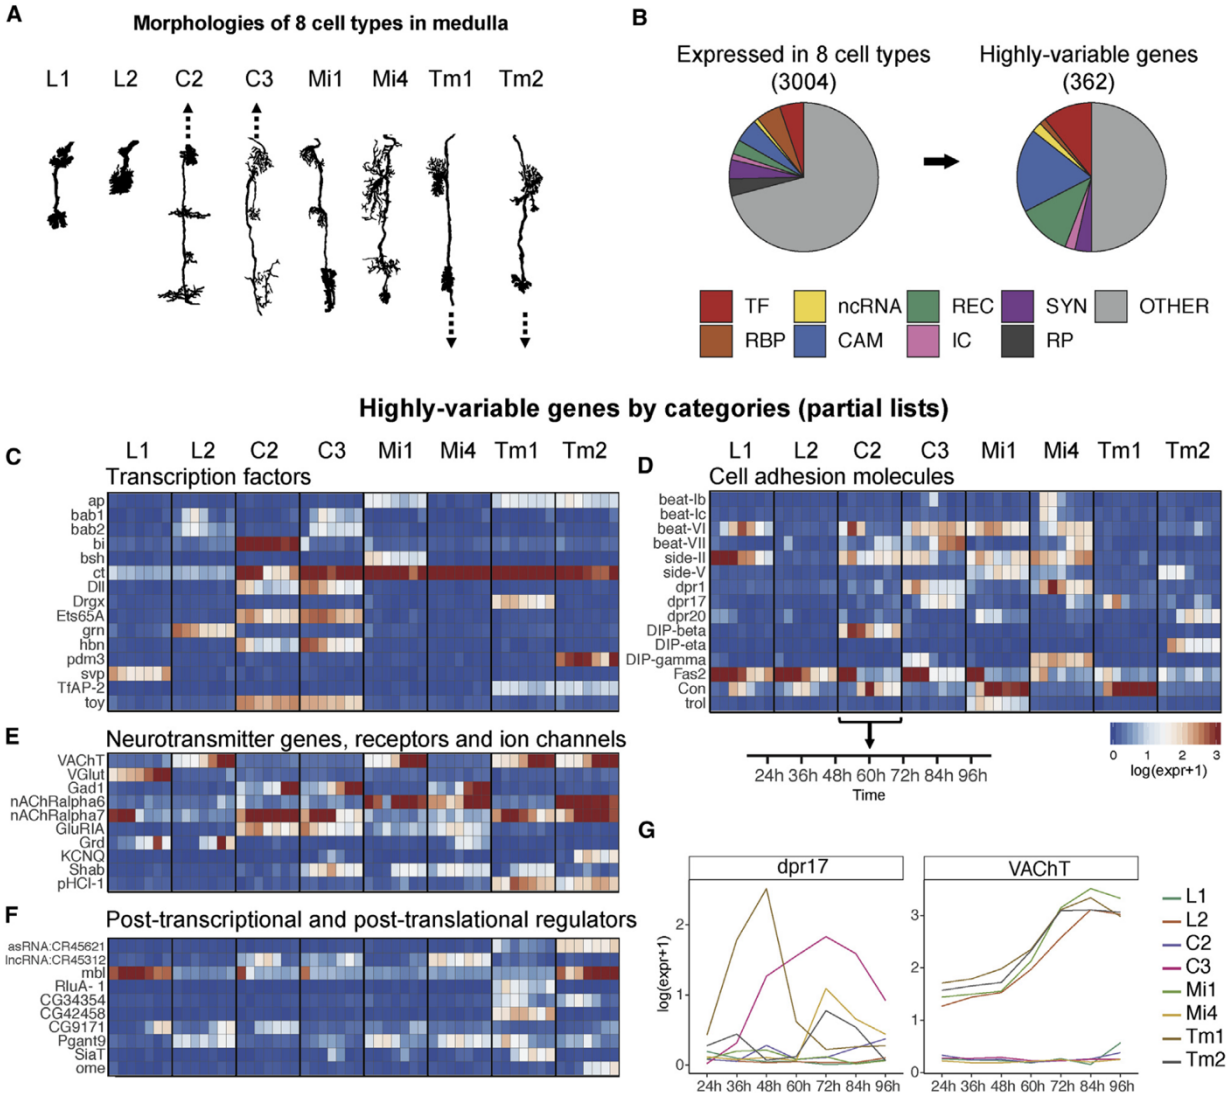 A
Morphologies of 8 cell types in medulla
L1 L2 C2 C3 Mi1 Mi4 Tm1 Tm2
B
Expressed in 8 cell types
(3004)
Highly-variable genes
(362)
TF ncRNA REC SYN OTHER
RBP CAM IC RP
Highly-variable genes by categories (partial lists)
C
L1 L2 C2 C3 Mi1 Mi4 Tm1 Tm2
Transcription factors
ap
bab1
bab2
bi
bsh
ct
Dll
Drgx
Ets65A
grn
hbn
pdm3
svp
TfAP-2
toy
D
L1 L2 C2 C3 Mi1 Mi4 Tm1 Tm2
Cell adhesion molecules
beat-Ib
beat-Ic
beat-VI
beat-VII
side-II
side-V
dpr1
dpr17
dpr20
DIP-beta
DIP-eta
DIP-gamma
Fas2
Con
trol
24h 36h 48h 60h 72h 84h 96h
Time
0 1 2 3
log(expr+1)
E
Neurotransmitter genes, receptors and ion channels
VAChT
VGlut
Gad1
nAChRalpha6
nAChRalpha7
GluRIA
Grd
KCNQ
Shab
pHCl-1
F
Post-transcriptional and post-translational regulators
asRNA:CR45621
lncRNA:CR45312
mbl
RluA- 1
CG34354
CG42458
CG9171
Pgant9
SiaT
ome
G
dpr17
VAChT
log(expr+1)
2
1
0
24h 36h 48h 60h 72h 84h 96h
3
2
1
0
24h 36h 48h 60h 72h 84h 96h
L1
L2
C2
C3
Mi1
Mi4
Tm1
Tm2